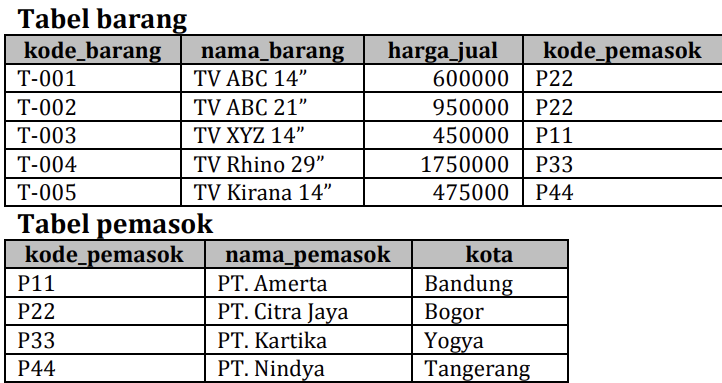 Tabel barang
kode_barang nama_barang harga_jual kode_pemasok
T-001 TV ABC 14” 600000 P22
T-002 TV ABC 21” 950000 P22
T-003 TV XYZ 14” 450000 P11
T-004 TV Rhino 29” 1750000 P33
T-005 TV Kirana 14” 475000 P44
Tabel pemasok
kode_pemasok nama_pemasok kota
P11 PT. Amerta Bandung
P22 PT. Citra Jaya Bogor
P33 PT. Kartika Yogya
P44 PT. Nindya Tangerang